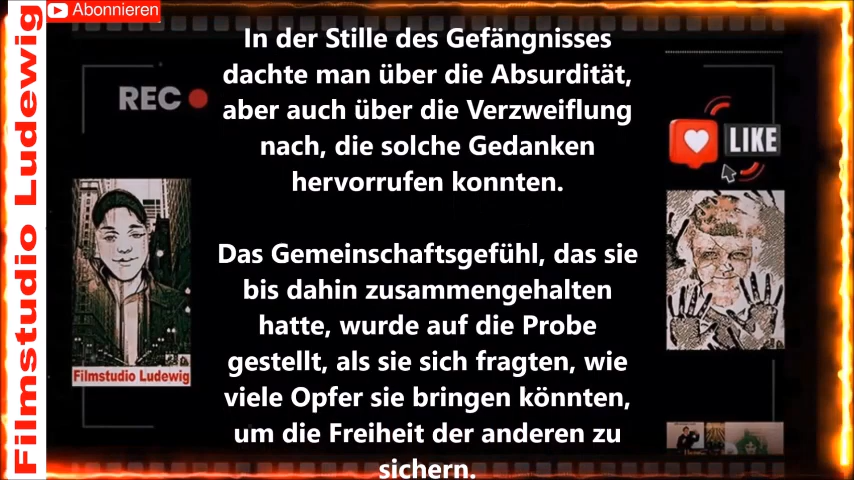 Abonnieren
Filmstudio Ludewig
REC
In der Stille des Gefängnisses
dachte man über die Absurdität,
aber auch über die Verzweiflung
nach, die solche Gedanken
hervorrufen konnten.
Das Gemeinschaftsgefühl, das sie
bis dahin zusammengehalten
hatte, wurde auf die Probe
gestellt, als sie sich fragten, wie
viele Opfer sie bringen könnten,
um die Freiheit der anderen zu
sichern.
LIKE
Filmstudio Ludewig